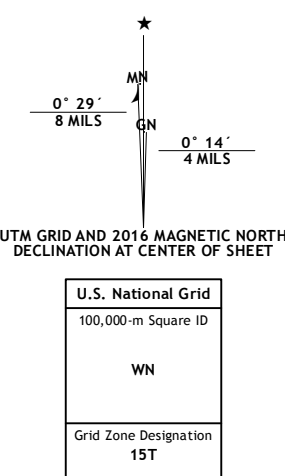 ★
MN
0° 29´
8 MILS
GN
0° 14´
4 MILS
UTM GRID AND 2016 MAGNETIC NORTH
DECLINATION AT CENTER OF SHEET
U.S. National Grid
100,000-m Square ID
WN
Grid Zone Designation
15T